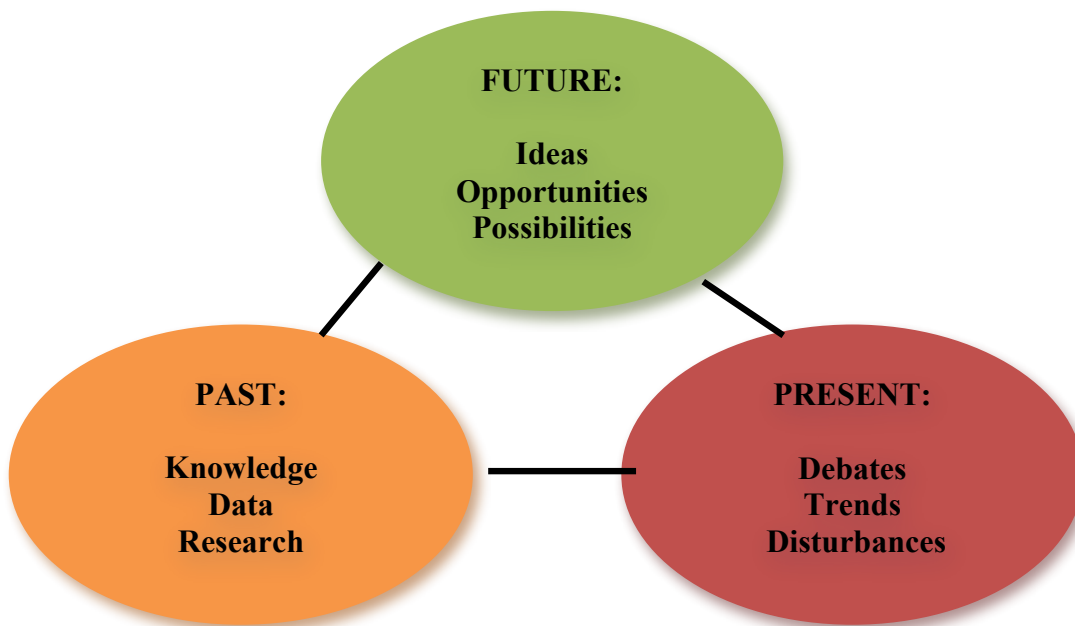 FUTURE:
Ideas
Opportunities
Possibilities
PAST:
Knowledge
Data
Research
PRESENT:
Debates
Trends
Disturbances